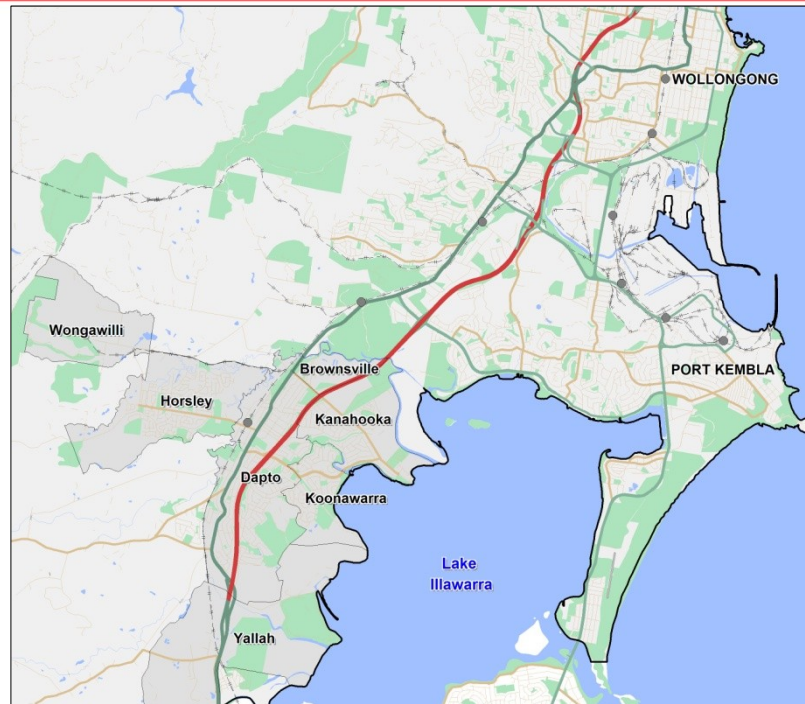 WOLLONGONG
Wongawilli
Brownsville
PORT KEMBLA
Horsley
Kanahooka
Dapto
Koonawarra
Lake
Illawarra
Yallah